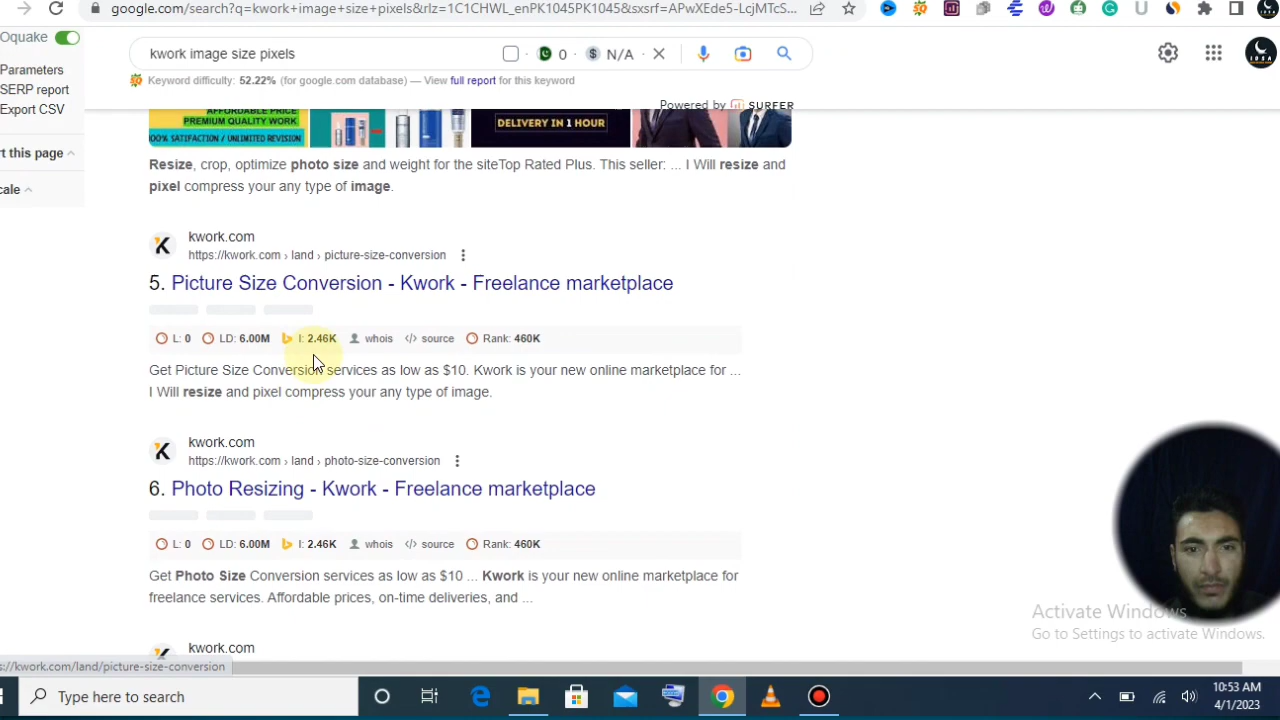 google.com/search?q=kwork+image+size+pixels&rlz=1C1CHWL_enPK1045PK1045&sxsrf=APwXEde5-LgjMTcS...
Oquake
kwork image size pixels
0
N/A
Parameters
Keyword difficulty: 52.22% (for google.com database) — View full report for this keyword
SERP report
Powered by SURFER
Export CSV
AFFORDABLE PRICE
PREMIUM QUALITY WORK
DELIVERY IN 1 HOUR
100% SATISFACTION / UNLIMITED REVISION
rt this page
Resize, crop, optimize photo size and weight for the siteTop Rated Plus. This seller: ... I Will resize and
pixel compress your any type of image.
cale
kwork.com
https://kwork.com › land › picture-size-conversion
5. Picture Size Conversion - Kwork - Freelance marketplace
L: 0 LD: 6.00M I: 2.46K whois source Rank: 460K
Get Picture Size Conversion services as low as $10. Kwork is your new online marketplace for ...
I Will resize and pixel compress your any type of image.
kwork.com
https://kwork.com › land › photo-size-conversion
6. Photo Resizing - Kwork - Freelance marketplace
L: 0 LD: 6.00M I: 2.46K whois source Rank: 460K
Get Photo Size Conversion services as low as $10 ... Kwork is your new online marketplace for
freelance services. Affordable prices, on-time deliveries, and ...
Activate Windows
Go to Settings to activate Windows.
kwork.com
s://kwork.com/land/picture-size-conversion
Type here to search
10:53 AM
4/1/2023